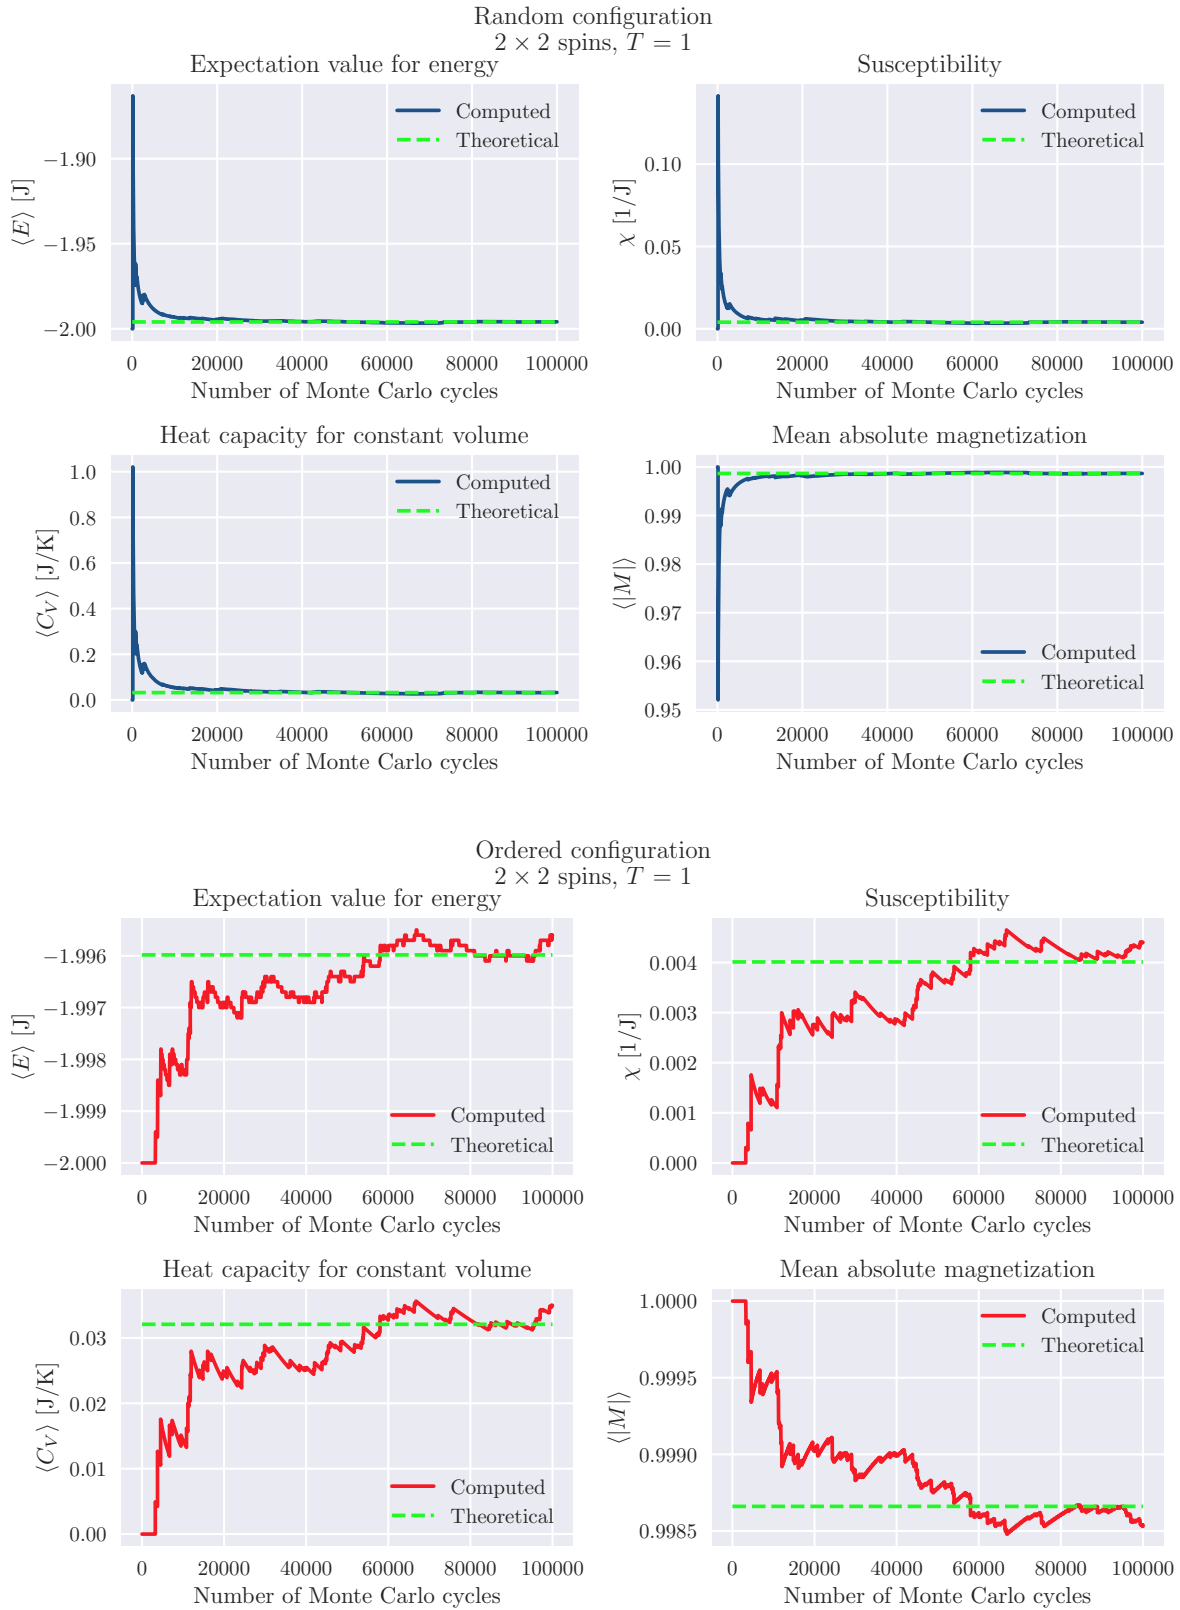 Random configuration
2 × 2 spins, T = 1
Expectation value for energy
⟨E⟩ [J]
−1.90
−1.95
−2.00
Computed
Theoretical
0 20000 40000 60000 80000 100000
Number of Monte Carlo cycles
Susceptibility
χ [1/J]
0.10
0.05
0.00
Computed
Theoretical
0 20000 40000 60000 80000 100000
Number of Monte Carlo cycles
Heat capacity for constant volume
⟨C_V⟩ [J/K]
1.0
0.8
0.6
0.4
0.2
0.0
Computed
Theoretical
0 20000 40000 60000 80000 100000
Number of Monte Carlo cycles
Mean absolute magnetization
⟨|M|⟩
1.00
0.99
0.98
0.97
0.96
0.95
Computed
Theoretical
0 20000 40000 60000 80000 100000
Number of Monte Carlo cycles
Ordered configuration
2 × 2 spins, T = 1
Expectation value for energy
⟨E⟩ [J]
−1.996
−1.997
−1.998
−1.999
−2.000
Computed
Theoretical
0 20000 40000 60000 80000 100000
Number of Monte Carlo cycles
Susceptibility
χ [1/J]
0.004
0.003
0.002
0.001
0.000
Computed
Theoretical
0 20000 40000 60000 80000 100000
Number of Monte Carlo cycles
Heat capacity for constant volume
⟨C_V⟩ [J/K]
0.03
0.02
0.01
0.00
Computed
Theoretical
0 20000 40000 60000 80000 100000
Number of Monte Carlo cycles
Mean absolute magnetization
⟨|M|⟩
1.0000
0.9995
0.9990
0.9985
Computed
Theoretical
0 20000 40000 60000 80000 100000
Number of Monte Carlo cycles